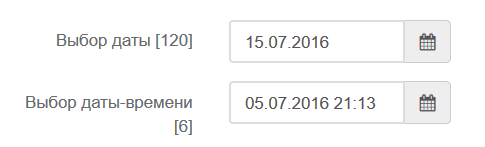 Выбор даты [120]
15.07.2016
Выбор даты-времени
[6]
05.07.2016 21:13